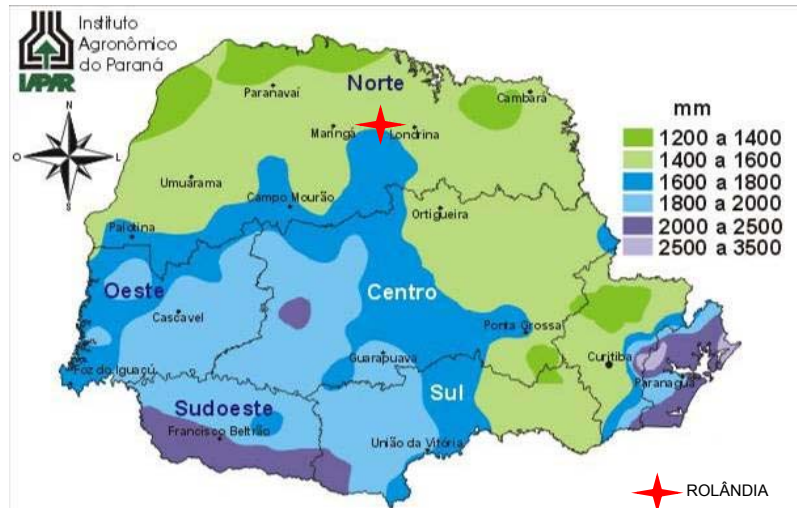 Instituto
Agronômico
do Paraná
IAPAR
N
O
L
S
Norte
Paranavaí
Cambará
Maringá
Londrina
Umuarama
Campo Mourão
Ortigueira
Palotina
Oeste
Centro
Cascavel
Ponta Grossa
Foz do Iguaçú
Guarapuava
Curitiba
Paranaguá
Sudoeste
Sul
Francisco Beltrão
União da Vitória
mm
1200 a 1400
1400 a 1600
1600 a 1800
1800 a 2000
2000 a 2500
2500 a 3500
ROLÂNDIA